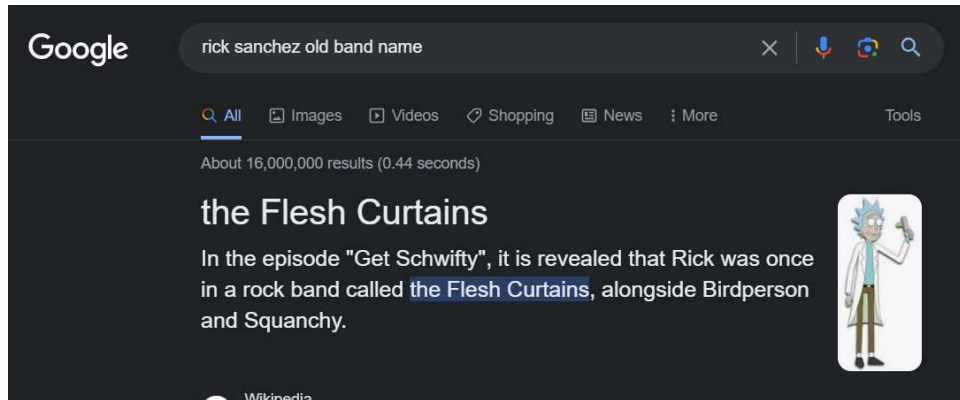 Google rick sanchez old band name
All Images Videos Shopping News More Tools
About 16,000,000 results (0.44 seconds)
the Flesh Curtains
In the episode "Get Schwifty", it is revealed that Rick was once
in a rock band called the Flesh Curtains, alongside Birdperson
and Squanchy.
Wikipedia